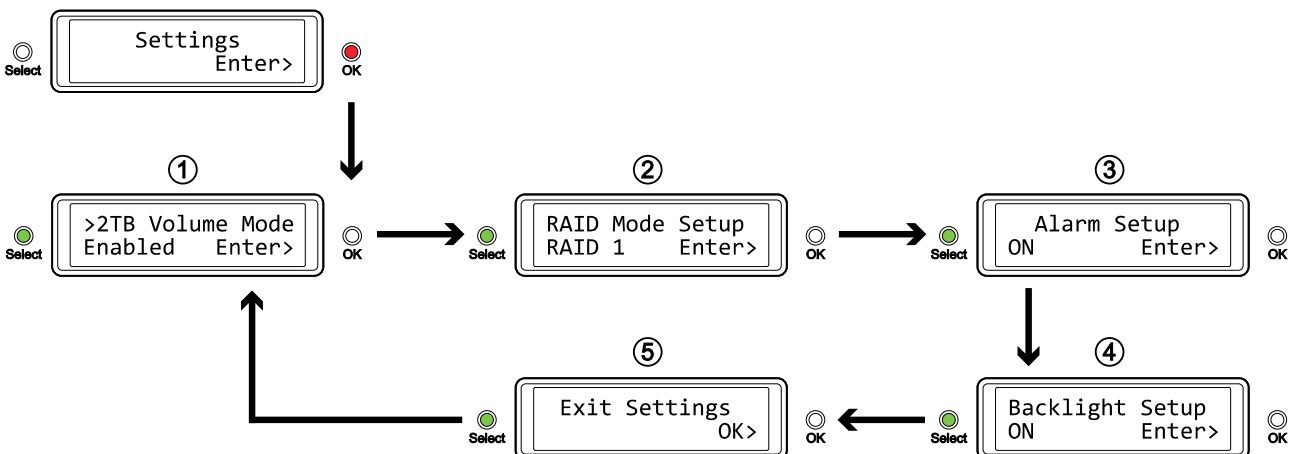 Settings
Enter>
Select
OK
①
>2TB Volume Mode
Enabled Enter>
Select
OK
②
RAID Mode Setup
RAID 1 Enter>
Select
OK
③
Alarm Setup
ON Enter>
Select
OK
④
Backlight Setup
ON Enter>
Select
OK
⑤
Exit Settings
OK>
Select
OK